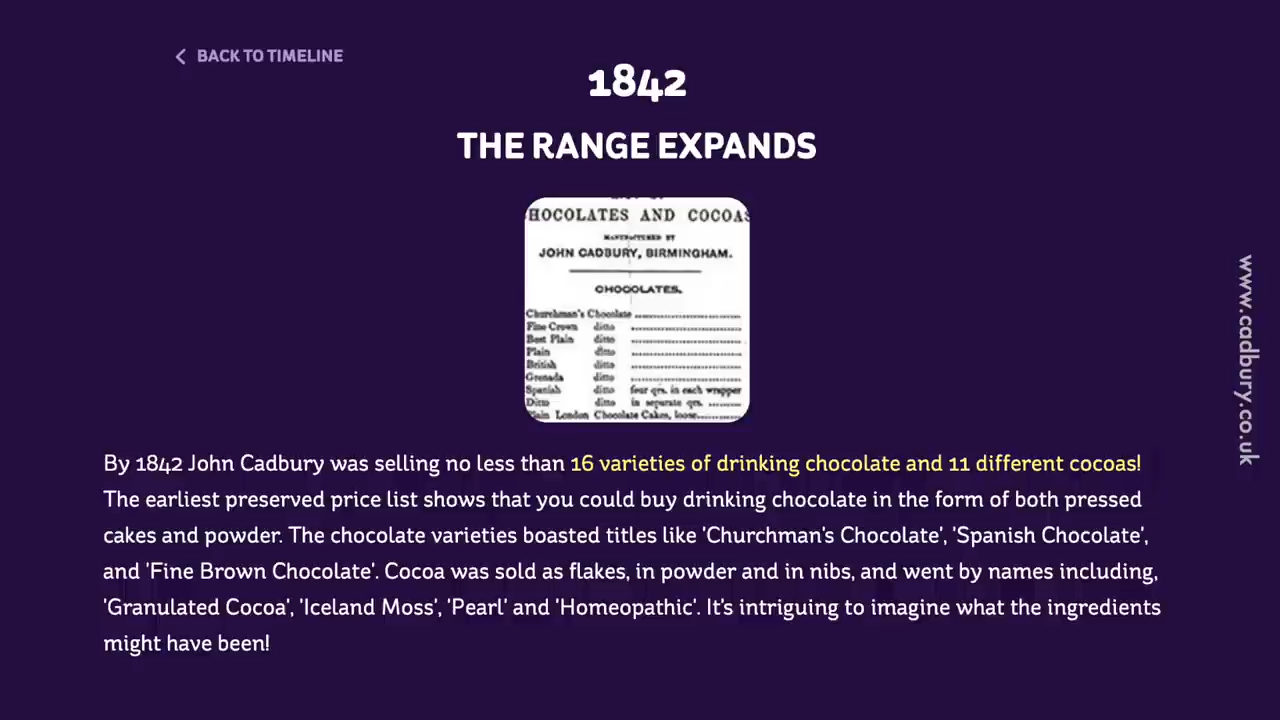 BACK TO TIMELINE
1842
THE RANGE EXPANDS
HOCOLATES AND COCOAS
MANUFACTURED BY
JOHN CADBURY, BIRMINGHAM.
CHOCOLATES.
Churchman's Chocolate
Fine Crown ditto
Best Plain ditto
Plain ditto
British ditto
Grenada ditto
Spanish ditto four qrs. in each wrapper
Ditto ditto in separate qrs.
Plain London Chocolate Cakes, loose
By 1842 John Cadbury was selling no less than 16 varieties of drinking chocolate and 11 different cocoas!
The earliest preserved price list shows that you could buy drinking chocolate in the form of both pressed
cakes and powder. The chocolate varieties boasted titles like 'Churchman's Chocolate', 'Spanish Chocolate',
and 'Fine Brown Chocolate'. Cocoa was sold as flakes, in powder and in nibs, and went by names including,
'Granulated Cocoa', 'Iceland Moss', 'Pearl' and 'Homeopathic'. It's intriguing to imagine what the ingredients
might have been!
www.cadbury.co.uk